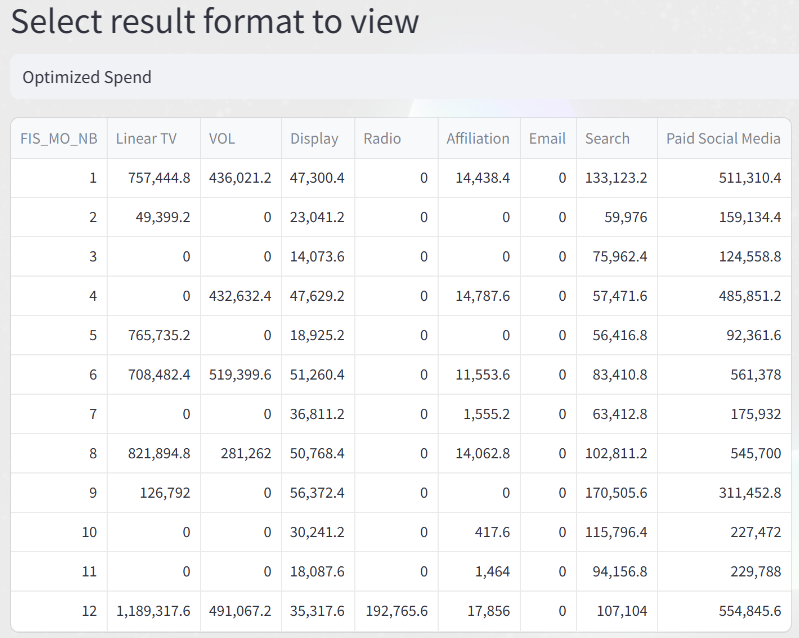 Select result format to view
Optimized Spend
FIS_MO_NB Linear TV VOL Display Radio Affiliation Email Search Paid Social Media
1 757,444.8 436,021.2 47,300.4 0 14,438.4 0 133,123.2 511,310.4
2 49,399.2 0 23,041.2 0 0 0 59,976 159,134.4
3 0 0 14,073.6 0 0 0 75,962.4 124,558.8
4 0 432,632.4 47,629.2 0 14,787.6 0 57,471.6 485,851.2
5 765,735.2 0 18,925.2 0 0 0 56,416.8 92,361.6
6 708,482.4 519,399.6 51,260.4 0 11,553.6 0 83,410.8 561,378
7 0 0 36,811.2 0 1,555.2 0 63,412.8 175,932
8 821,894.8 281,262 50,768.4 0 14,062.8 0 102,811.2 545,700
9 126,792 0 56,372.4 0 0 0 170,505.6 311,452.8
10 0 0 30,241.2 0 417.6 0 115,796.4 227,472
11 0 0 18,087.6 0 1,464 0 94,156.8 229,788
12 1,189,317.6 491,067.2 35,317.6 192,765.6 17,856 0 107,104 554,845.6